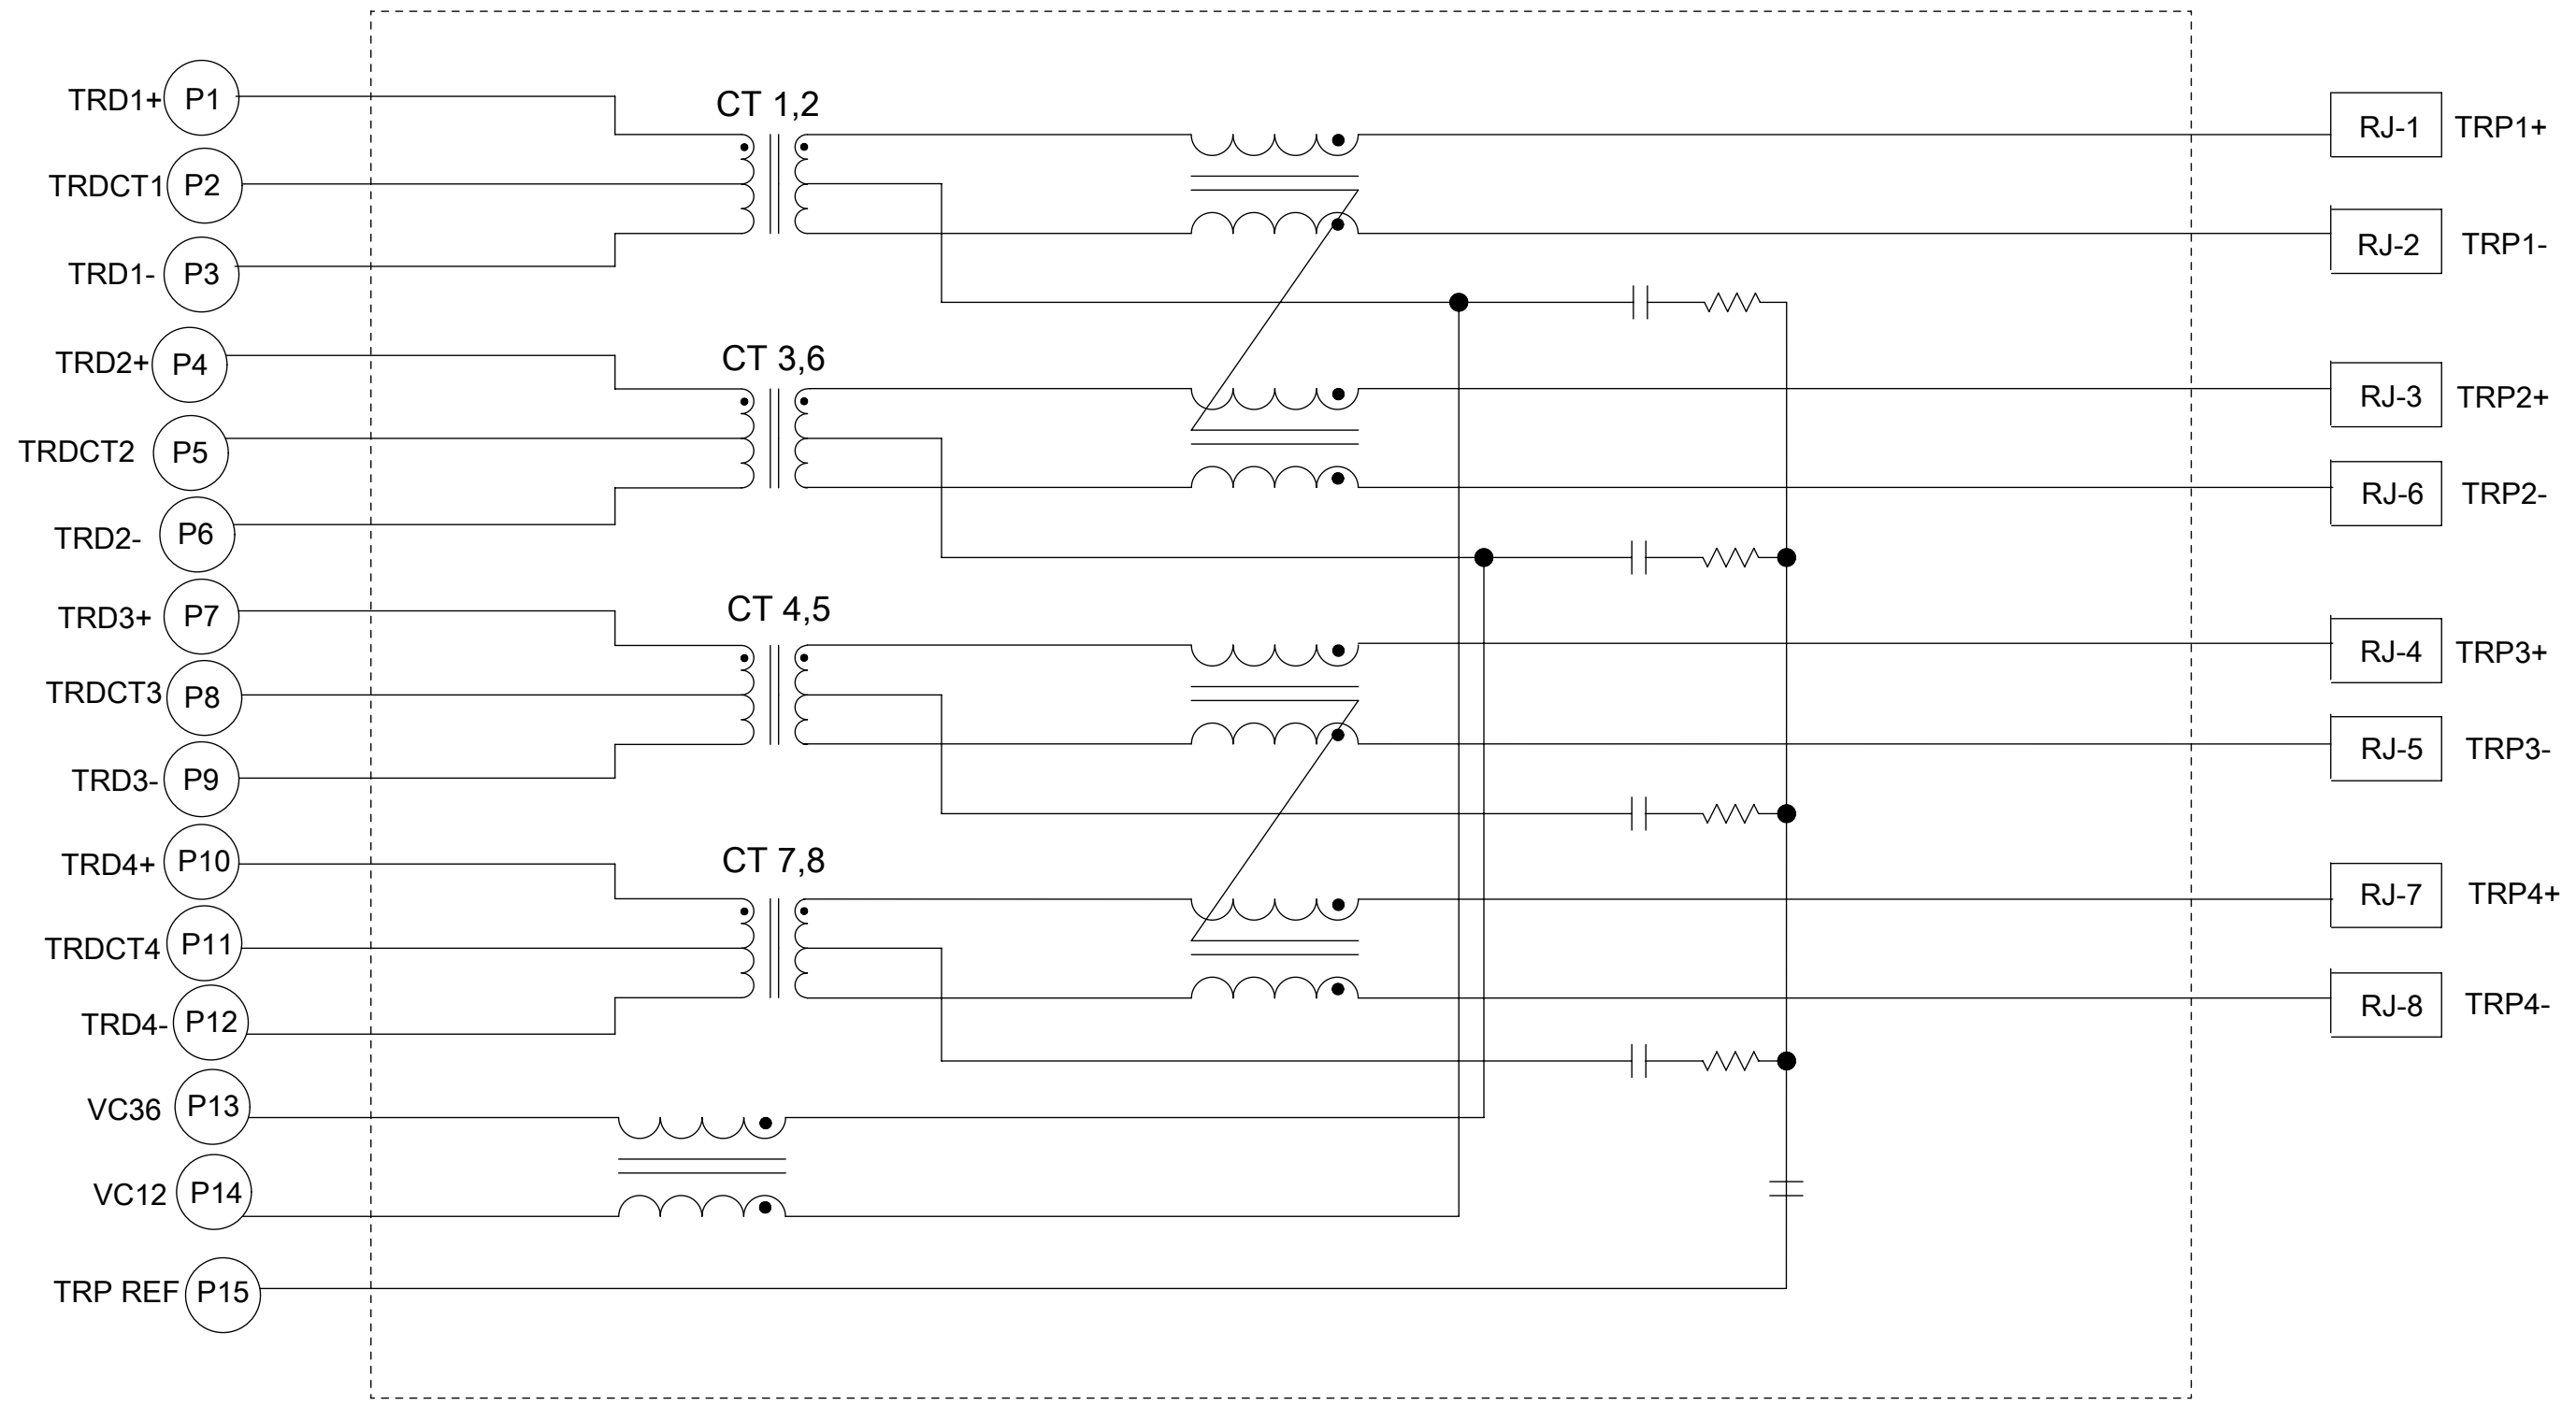 TRD1+ P1
CT 1,2
RJ-1 TRP1+
TRDCT1 P2
RJ-2 TRP1-
TRD1- P3
TRD2+ P4
CT 3,6
RJ-3 TRP2+
TRDCT2 P5
RJ-6 TRP2-
TRD2- P6
TRD3+ P7
CT 4,5
RJ-4 TRP3+
TRDCT3 P8
RJ-5 TRP3-
TRD3- P9
TRD4+ P10
CT 7,8
RJ-7 TRP4+
TRDCT4 P11
RJ-8 TRP4-
TRD4- P12
VC36 P13
VC12 P14
TRP REF P15